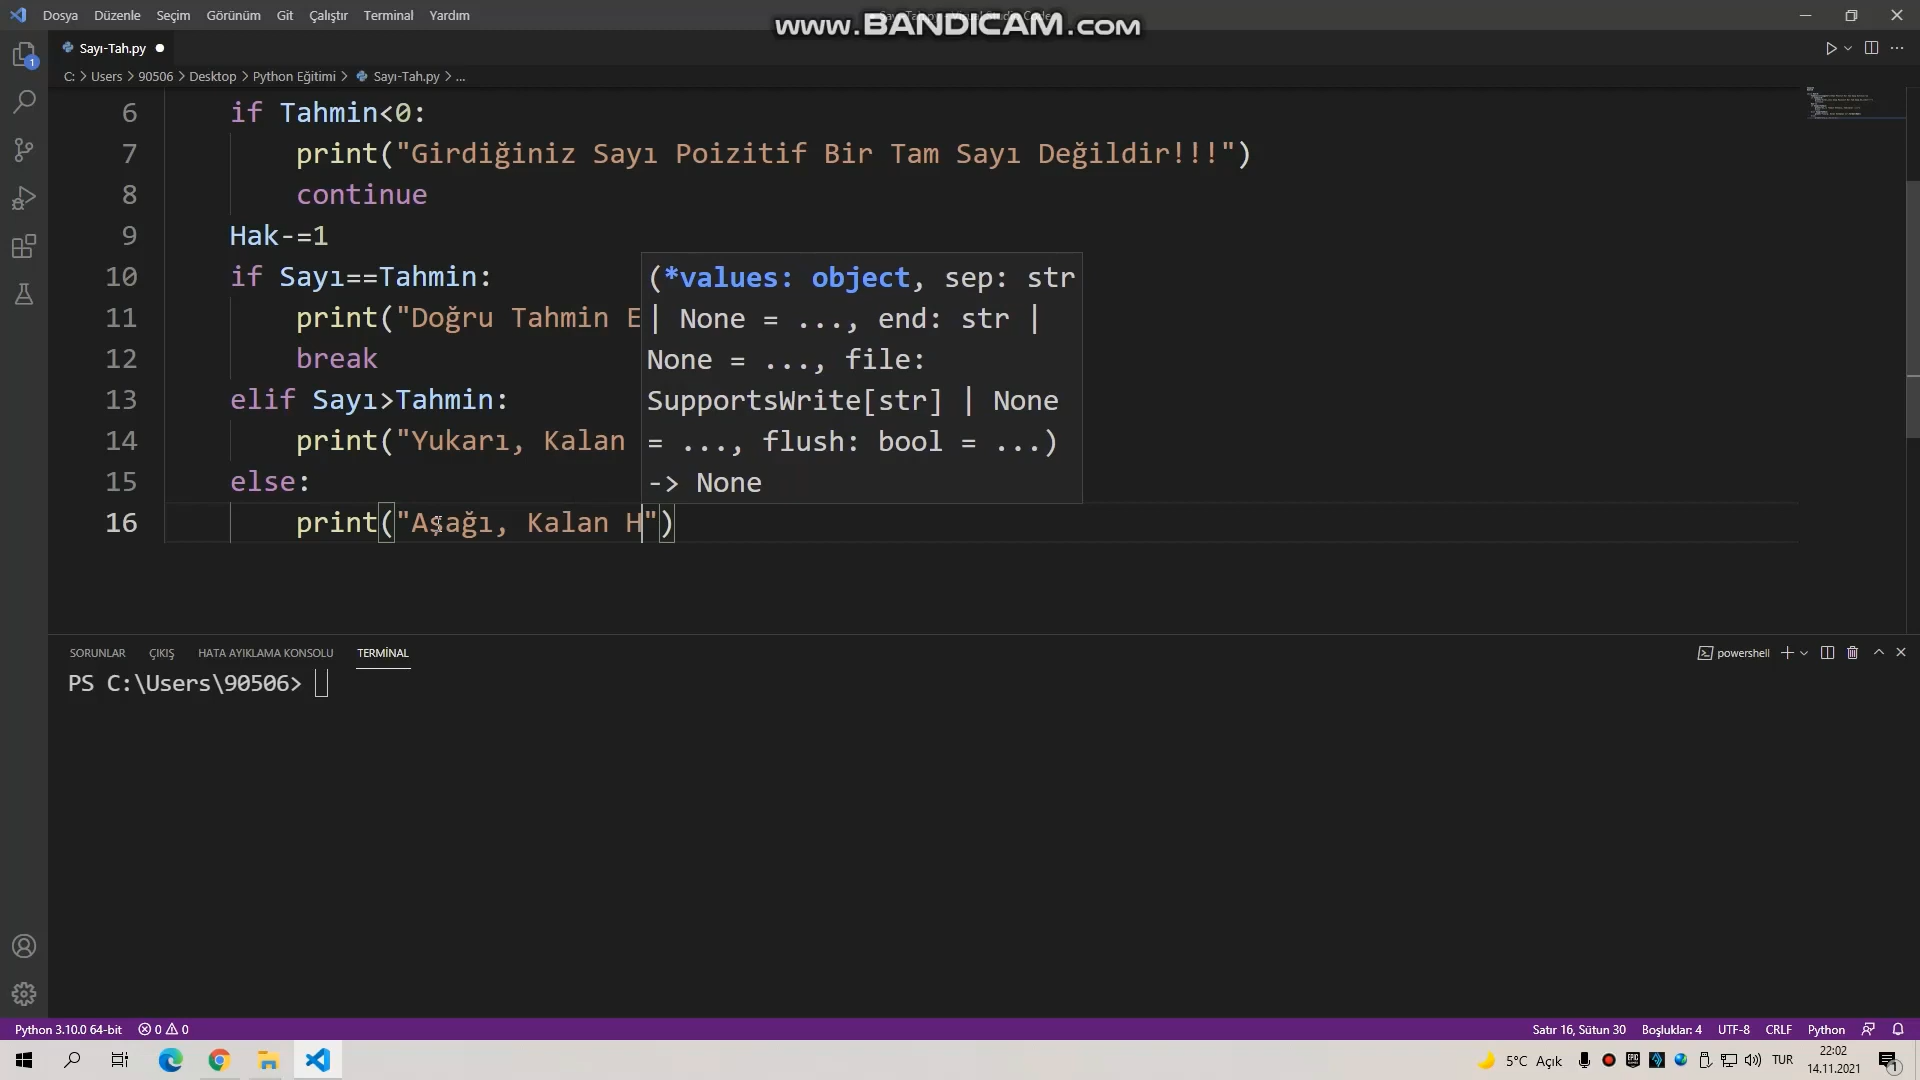 Dosya Düzenle Seçim Görünüm Git Çalıştır Terminal Yardım
www.BANDICAM.com
Sayı-Tah.py
C: > Users > 90506 > Desktop > Python Eğitimi > Sayı-Tah.py > ...
6 if Tahmin<0:
7 print("Girdiğiniz Sayı Poizitif Bir Tam Sayı Değildir!!!")
8 continue
9 Hak-=1
10 if Sayı==Tahmin:
11 print("Doğru Tahmin E
12 break
13 elif Sayı>Tahmin:
14 print("Yukarı, Kalan
15 else:
16 print("Aşağı, Kalan H")
(*values: object, sep: str
| None = ..., end: str |
None = ..., file:
SupportsWrite[str] | None
= ..., flush: bool = ...)
-> None
SORUNLAR ÇIKIŞ HATA AYIKLAMA KONSOLU TERMİNAL
powershell
PS C:\Users\90506>
Python 3.10.0 64-bit 0 0
Satır 16, Sütun 30 Boşluklar: 4 UTF-8 CRLF Python
5°C Açık
TUR
22:02
14.11.2021
1
1